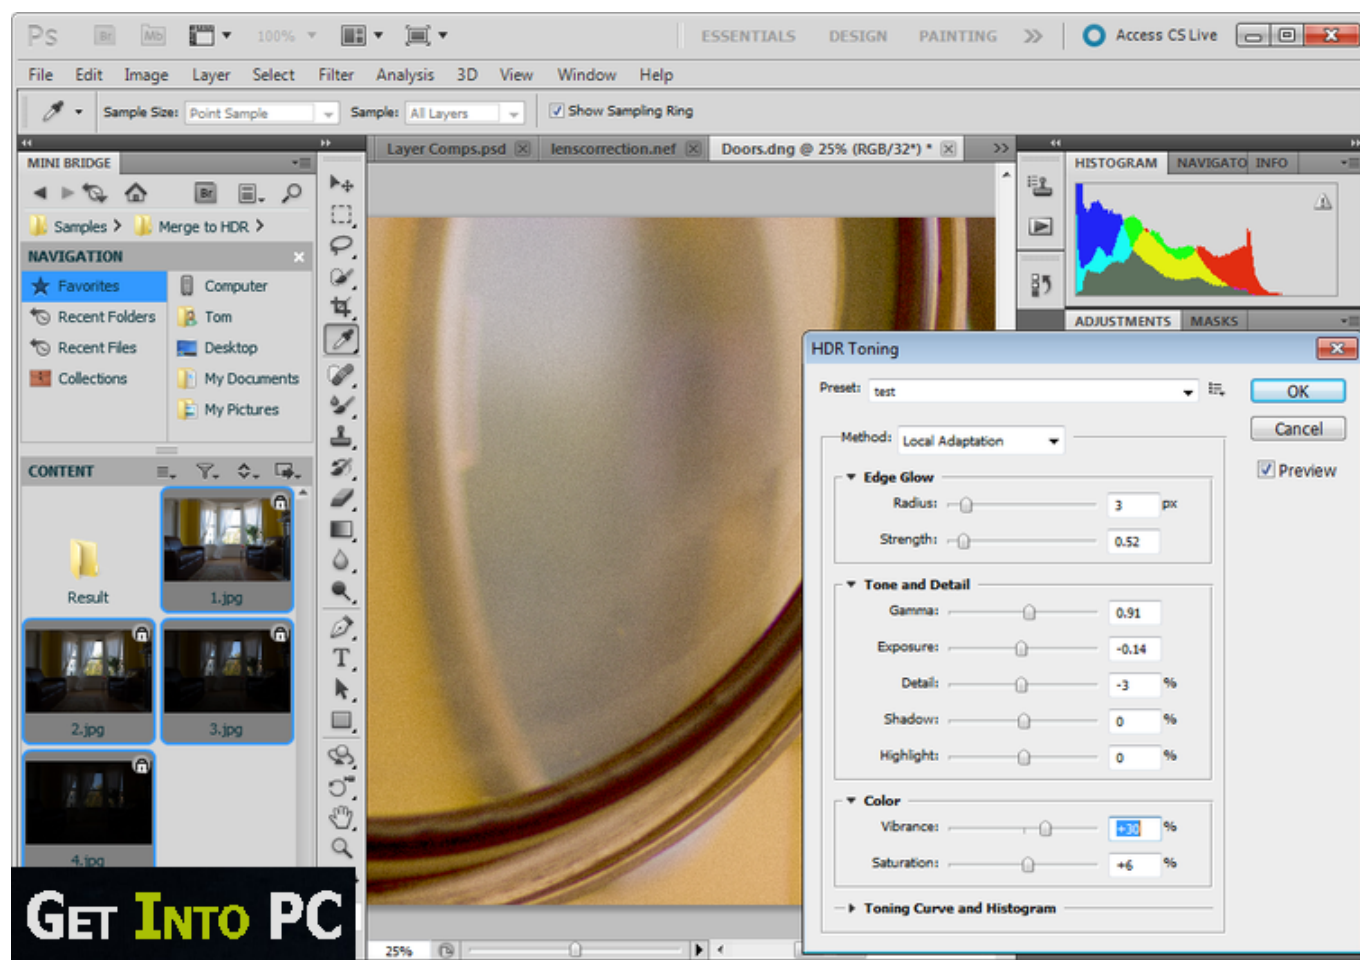 Ps Br Mb 100% ESSENTIALS DESIGN PAINTING >> Access CS Live
File Edit Image Layer Select Filter Analysis 3D View Window Help
Sample Size: Point Sample Sample: All Layers Show Sampling Ring
MINI BRIDGE
Layer Comps.psd lenscorrection.nef Doors.dng @ 25% (RGB/32*) * >>
HISTOGRAM NAVIGATO INFO
Br
Samples > Merge to HDR >
NAVIGATION
Favorites Computer
Recent Folders Tom
Recent Files Desktop
Collections My Documents
My Pictures
ADJUSTMENTS MASKS
HDR Toning
Preset: test OK
Method: Local Adaptation Cancel
Preview
Edge Glow
Radius: 3 px
Strength: 0.52
Tone and Detail
Gamma: 0.91
Exposure: -0.14
Detail: -3 %
Shadow: 0 %
Highlight: 0 %
Color
Vibrance: +30 %
Saturation: +6 %
Toning Curve and Histogram
CONTENT
Result 1.jpg
2.jpg 3.jpg
4.jpg
T
GET INTO PC
25%